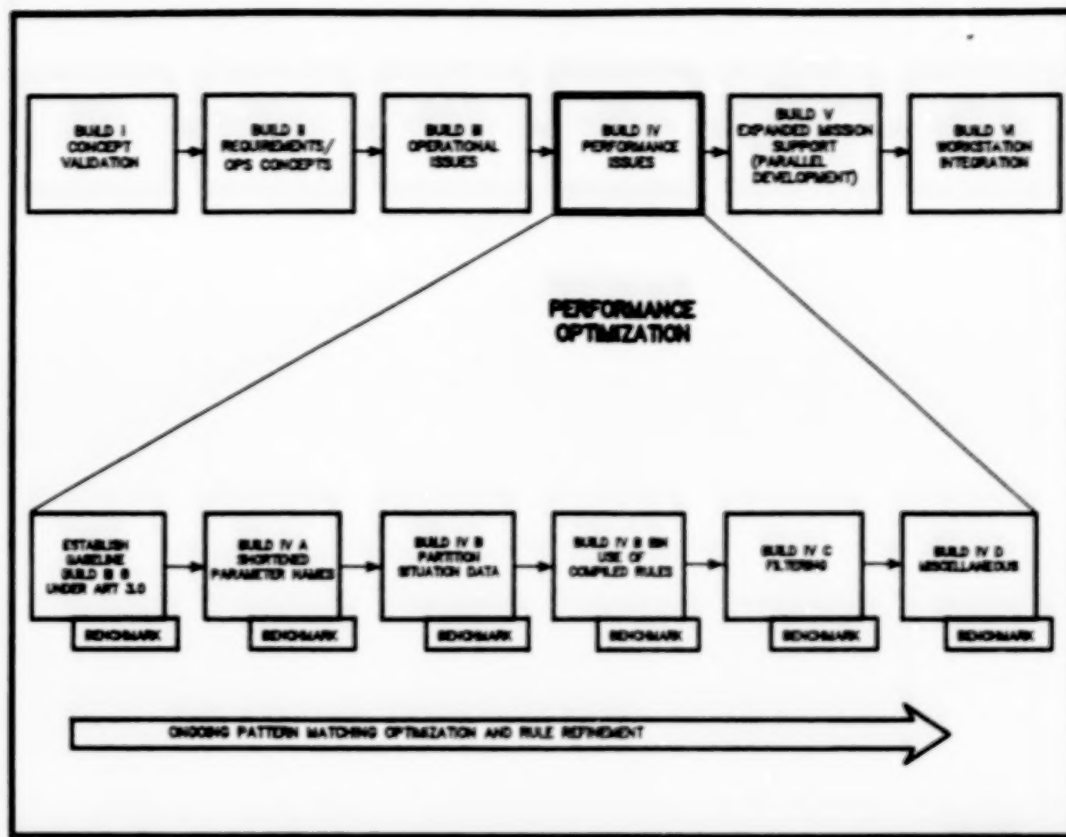 BUILD I
CONCEPT
VALIDATION
BUILD II
REQUIREMENTS/
OPS CONCEPTS
BUILD III
OPERATIONAL
ISSUES
BUILD IV
PERFORMANCE
ISSUES
BUILD V
EXPANDED MISSION
SUPPORT
(PARALLEL
DEVELOPMENT)
BUILD VI
WORKSTATION
INTEGRATION
PERFORMANCE
OPTIMIZATION
ESTABLISH
BASELINE
BUILD III
UNDER ART 3.0
BENCHMARK
BUILD IV A
SHORTENED
PARAMETER NAMES
BENCHMARK
BUILD IV B
PARTITION
SITUATION DATA
BENCHMARK
BUILD IV B
USE OF
COMPILED RULES
BENCHMARK
BUILD IV C
FILTERING
BENCHMARK
BUILD IV D
MISCELLANEOUS
BENCHMARK
ONGOING PATTERN MATCHING OPTIMIZATION AND RULE REFINEMENT